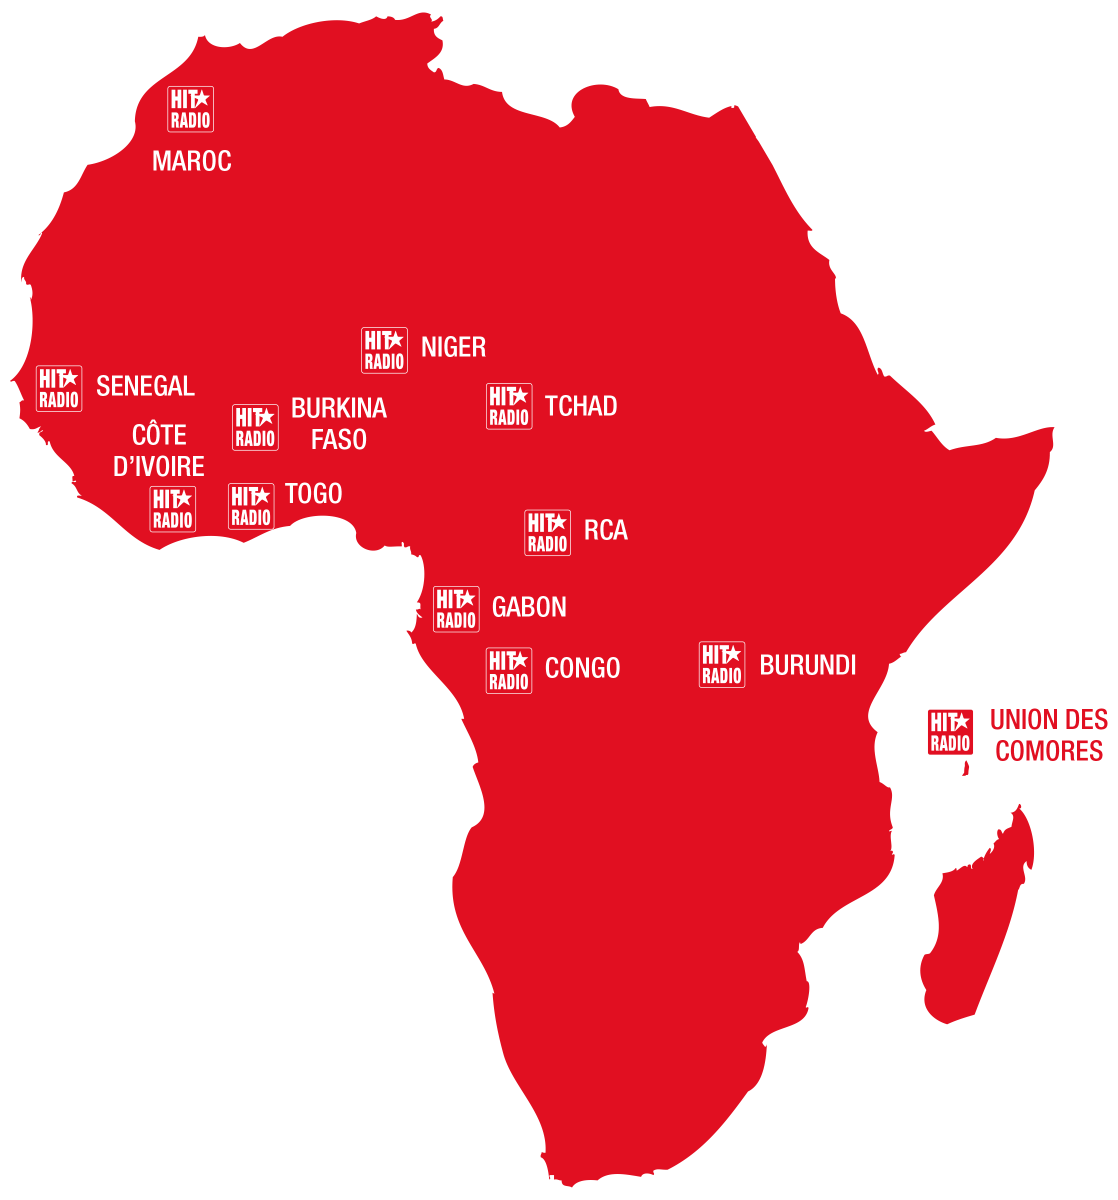 HIT
RADIO
MAROC
HIT
RADIO
NIGER
HIT
RADIO
SENEGAL
HIT
RADIO
TCHAD
HIT
RADIO
BURKINA
FASO
CÔTE
D'IVOIRE
HIT
RADIO
HIT
RADIO
TOGO
HIT
RADIO
RCA
HIT
RADIO
GABON
HIT
RADIO
CONGO
HIT
RADIO
BURUNDI
HIT
RADIO
UNION DES
COMORES